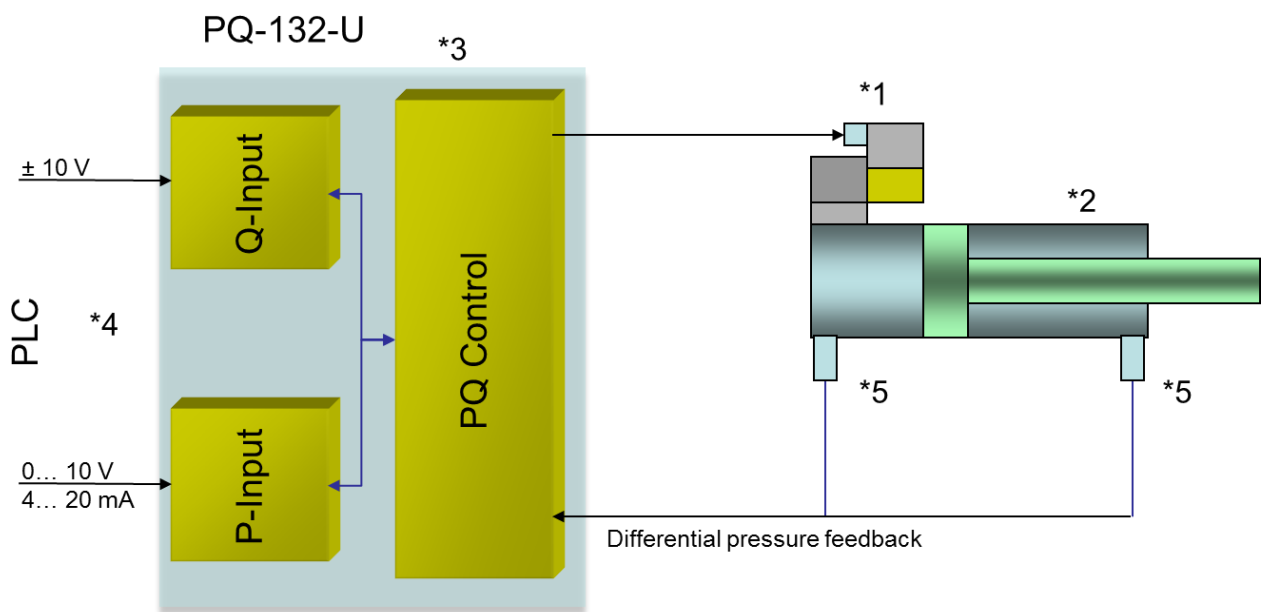 PQ-132-U
*3
*1
± 10 V
Q-Input
*2
PQ Control
PLC
*4
*5
*5
0... 10 V
4... 20 mA
P-Input
Differential pressure feedback